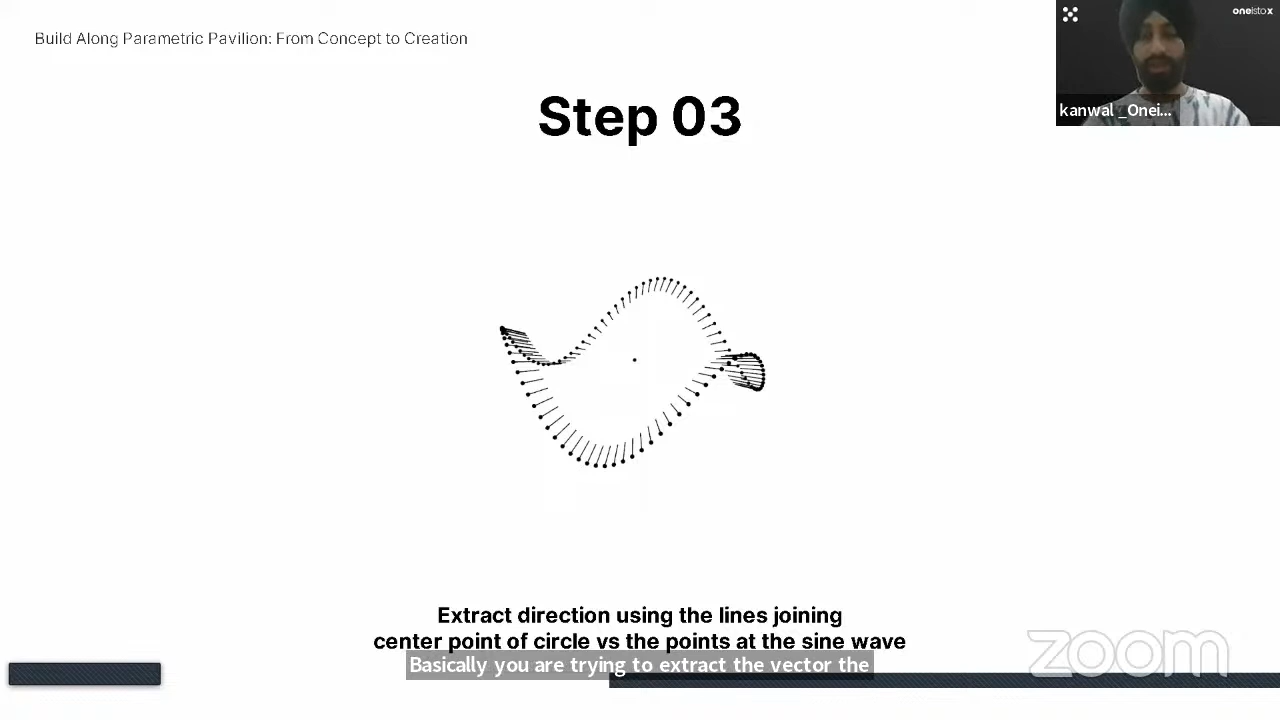 Build Along Parametric Pavilion: From Concept to Creation
oneistox
kanwal _Onei...
Step 03
Extract direction using the lines joining
center point of circle vs the points at the sine wave
Basically you are trying to extract the vector the
zoom